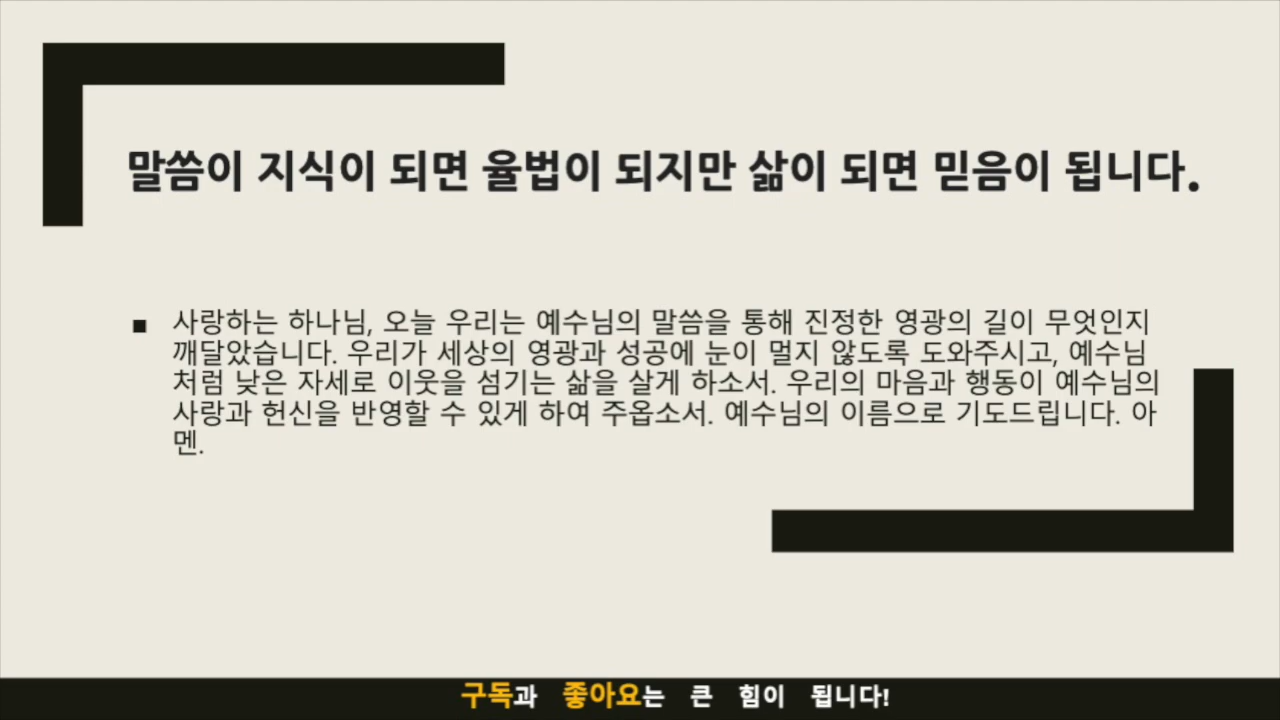 말씀이 지식이 되면 율법이 되지만 삶이 되면 믿음이 됩니다.
사랑하는 하나님, 오늘 우리는 예수님의 말씀을 통해 진정한 영광의 길이 무엇인지
깨달았습니다. 우리가 세상의 영광과 성공에 눈이 멀지 않도록 도와주시고, 예수님
처럼 낮은 자세로 이웃을 섬기는 삶을 살게 하소서. 우리의 마음과 행동이 예수님의
사랑과 헌신을 반영할 수 있게 하여 주옵소서. 예수님의 이름으로 기도드립니다. 아
멘.
구독과 좋아요는 큰 힘이 됩니다!